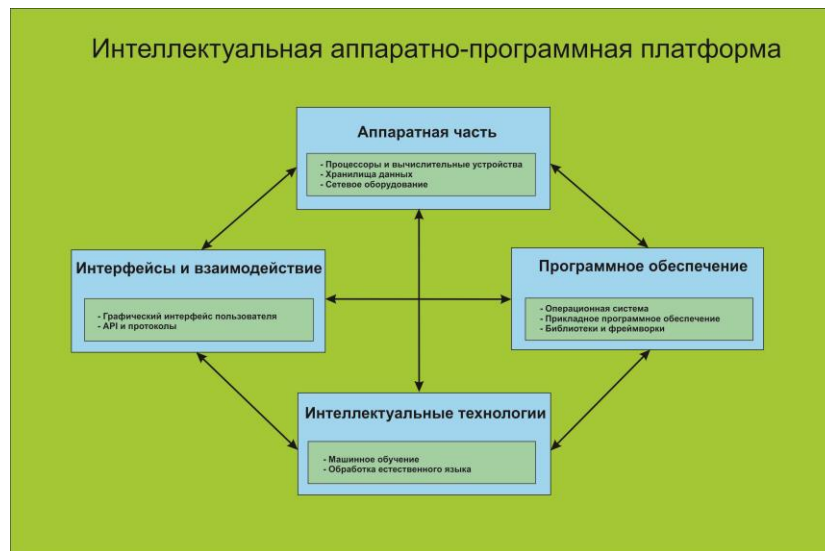 Интеллектуальная аппаратно-программная платформа
Аппаратная часть
- Процессоры и вычислительные устройства
- Хранилища данных
- Сетевое оборудование
Интерфейсы и взаимодействие
- Графический интерфейс пользователя
- API и протоколы
Программное обеспечение
- Операционная система
- Прикладное программное обеспечение
- Библиотеки и фреймворки
Интеллектуальные технологии
- Машинное обучение
- Обработка естественного языка